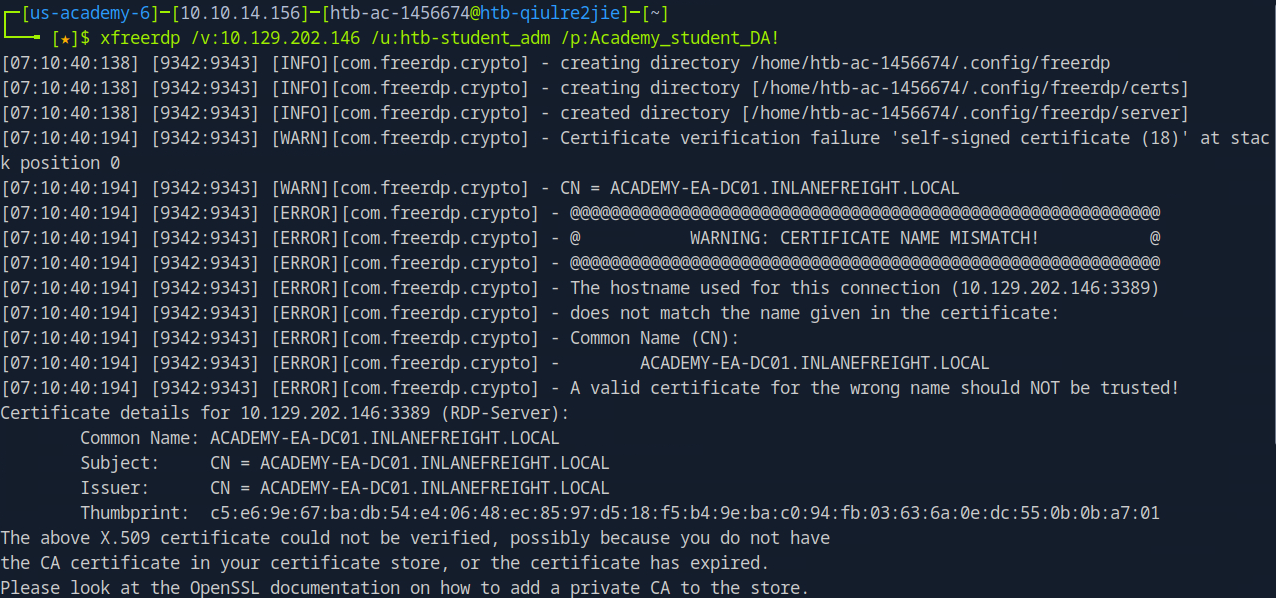 [us-academy-6]─[10.10.14.156]─[htb-ac-1456674@htb-qiulre2jie]─[~]
[★]$ xfreerdp /v:10.129.202.146 /u:htb-student_adm /p:Academy_student_DA!
[07:10:40:138] [9342:9343] [INFO][com.freerdp.crypto] - creating directory /home/htb-ac-1456674/.config/freerdp
[07:10:40:138] [9342:9343] [INFO][com.freerdp.crypto] - creating directory [/home/htb-ac-1456674/.config/freerdp/certs]
[07:10:40:138] [9342:9343] [INFO][com.freerdp.crypto] - created directory [/home/htb-ac-1456674/.config/freerdp/server]
[07:10:40:194] [9342:9343] [WARN][com.freerdp.crypto] - Certificate verification failure 'self-signed certificate (18)' at stac
k position 0
[07:10:40:194] [9342:9343] [WARN][com.freerdp.crypto] - CN = ACADEMY-EA-DC01.INLANEFREIGHT.LOCAL
[07:10:40:194] [9342:9343] [ERROR][com.freerdp.crypto] - @@@@@@@@@@@@@@@@@@@@@@@@@@@@@@@@@@@@@@@@@@@@@@@@@@@@@@@@@@@
[07:10:40:194] [9342:9343] [ERROR][com.freerdp.crypto] - @           WARNING: CERTIFICATE NAME MISMATCH!           @
[07:10:40:194] [9342:9343] [ERROR][com.freerdp.crypto] - @@@@@@@@@@@@@@@@@@@@@@@@@@@@@@@@@@@@@@@@@@@@@@@@@@@@@@@@@@@
[07:10:40:194] [9342:9343] [ERROR][com.freerdp.crypto] - The hostname used for this connection (10.129.202.146:3389)
[07:10:40:194] [9342:9343] [ERROR][com.freerdp.crypto] - does not match the name given in the certificate:
[07:10:40:194] [9342:9343] [ERROR][com.freerdp.crypto] - Common Name (CN):
[07:10:40:194] [9342:9343] [ERROR][com.freerdp.crypto] -        ACADEMY-EA-DC01.INLANEFREIGHT.LOCAL
[07:10:40:194] [9342:9343] [ERROR][com.freerdp.crypto] - A valid certificate for the wrong name should NOT be trusted!
Certificate details for 10.129.202.146:3389 (RDP-Server):
        Common Name: ACADEMY-EA-DC01.INLANEFREIGHT.LOCAL
        Subject:     CN = ACADEMY-EA-DC01.INLANEFREIGHT.LOCAL
        Issuer:      CN = ACADEMY-EA-DC01.INLANEFREIGHT.LOCAL
        Thumbprint:  c5:e6:9e:67:ba:db:54:e4:06:48:ec:85:97:d5:18:f5:b4:9e:ba:c0:94:fb:03:63:6a:0e:dc:55:0b:0b:a7:01
The above X.509 certificate could not be verified, possibly because you do not have
the CA certificate in your certificate store, or the certificate has expired.
Please look at the OpenSSL documentation on how to add a private CA to the store.